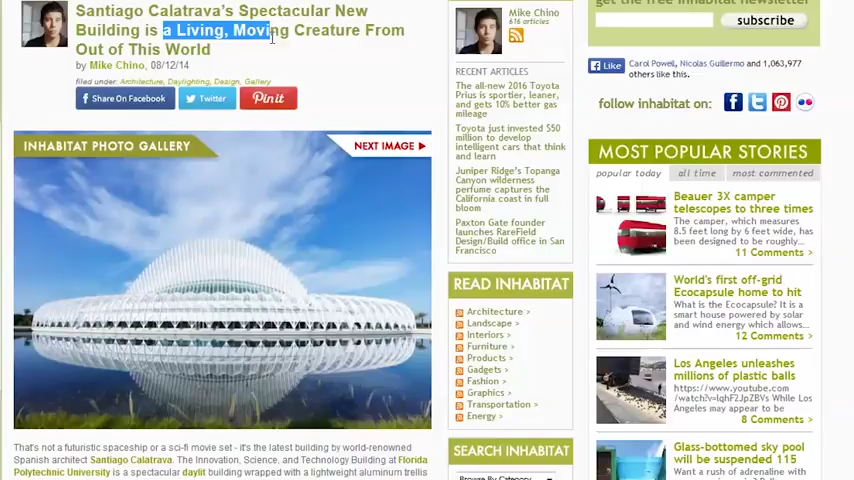 Santiago Calatrava's Spectacular New
Building is a Living, Moving Creature From
Out of This World
by Mike Chino, 08/12/14
filed under: Architecture, Daylighting, Design, Gallery
Share On Facebook
Twitter
Pinit
INHABITAT PHOTO GALLERY
NEXT IMAGE
That's not a futuristic spaceship or a sci-fi movie set - it's the latest building by world-renowned
Spanish architect Santiago Calatrava. The Innovation, Science, and Technology Building at Florida
Polytechnic University is a spectacular daylit building wrapped with a lightweight aluminum trellis
Mike Chino
616 articles
RECENT ARTICLES
The all-new 2016 Toyota
Prius is sportier, leaner,
and gets 10% better gas
mileage
Toyota just invested $50
million to develop
intelligent cars that think
and learn
Juniper Ridge's Topanga
Canyon wilderness
perfume captures the
California coast in full
bloom
Paxton Gate founder
launches RareField
Design/Build office in San
Francisco
READ INHABITAT
Architecture >
Landscape >
Interiors >
Furniture >
Products >
Gadgets >
Fashion >
Graphics >
Transportation >
Energy >
SEARCH INHABITAT
Browse By Category
get the free inhabitat newsletter
subscribe
Like
Carol Powell, Nicolas Guillermo and 1,063,977
others like this.
follow inhabitat on:
MOST POPULAR STORIES
popular today
all time
most commented
Beauer 3X camper
telescopes to three times
The camper, which measures
8.5 feet long by 6 feet wide, has
been designed to be roughly...
11 Comments >
World's first off-grid
Ecocapsule home to hit
What is the Ecocapsule? It is a
smart house powered by solar
and wind energy which allows...
12 Comments >
Los Angeles unleashes
millions of plastic balls
https://www.youtube.com
/watch?v=lqhF2JpZBVs While Los
Angeles may appear to be
8 Comments >
Glass-bottomed sky pool
will be suspended 115
Want a rush of adrenaline with